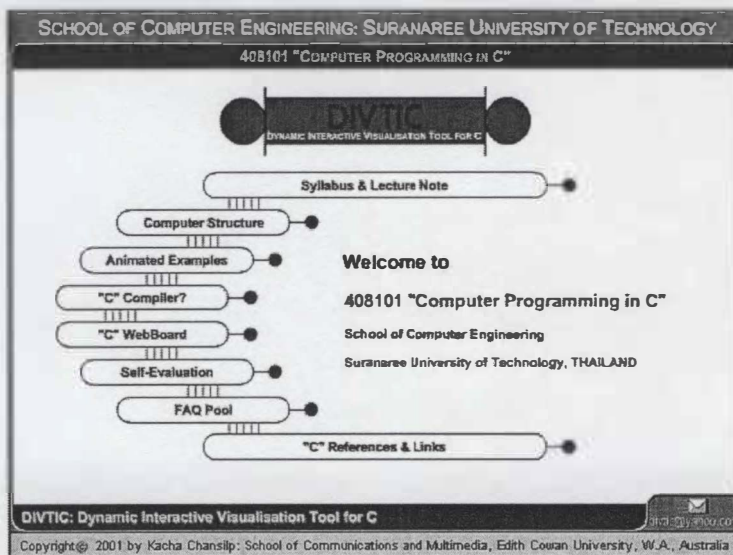 SCHOOL OF COMPUTER ENGINEERING: SURANAREE UNIVERSITY OF TECHNOLOGY
408101 "COMPUTER PROGRAMMING IN C"
DIVTIC
DYNAMIC INTERACTIVE VISUALISATION TOOL FOR C
Syllabus & Lecture Note
Computer Structure
Animated Examples
"C" Compiler?
"C" WebBoard
Self-Evaluation
FAQ Pool
"C" References & Links
Welcome to
408101 "Computer Programming in C"
School of Computer Engineering
Suranaree University of Technology, THAILAND
DIVTIC: Dynamic Interactive Visualisation Tool for C
Copyright© 2001 by Kacha Chansilp: School of Communications and Multimedia, Edith Cowan University, W.A., Australia